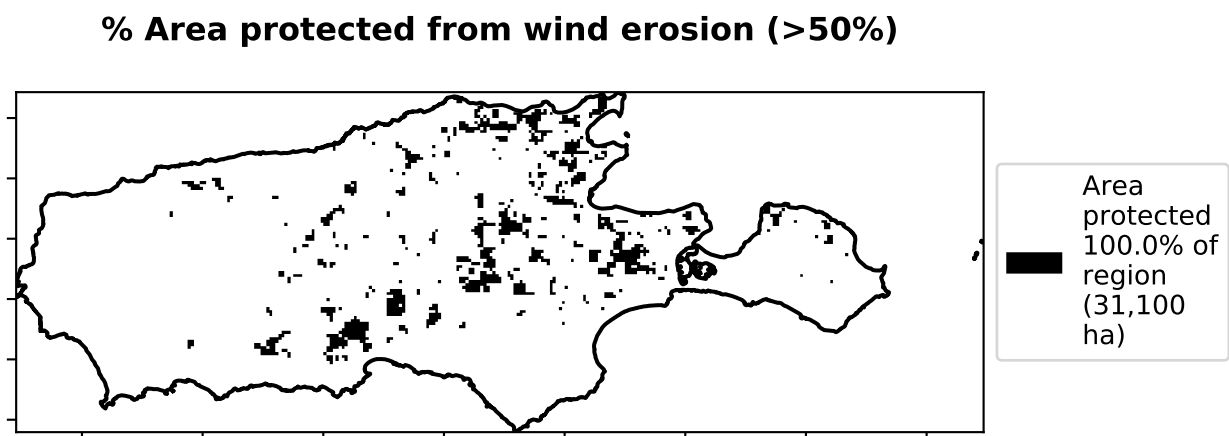 % Area protected from wind erosion (>50%)
Area
protected
100.0% of
region
(31,100
ha)